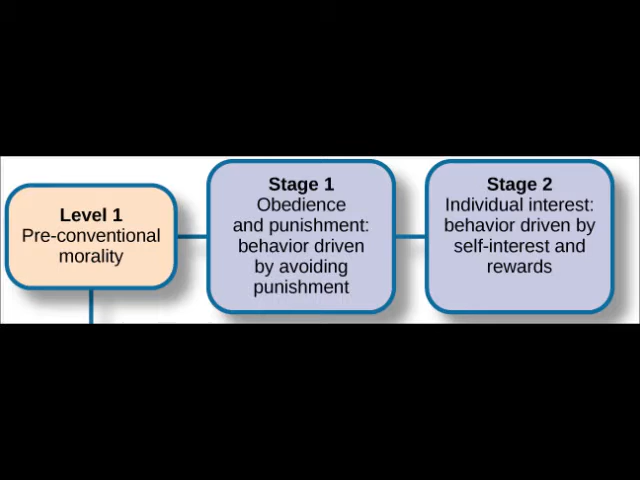 Level 1
Pre-conventional
morality
Stage 1
Obedience
and punishment:
behavior driven
by avoiding
punishment
Stage 2
Individual interest:
behavior driven by
self-interest and
rewards